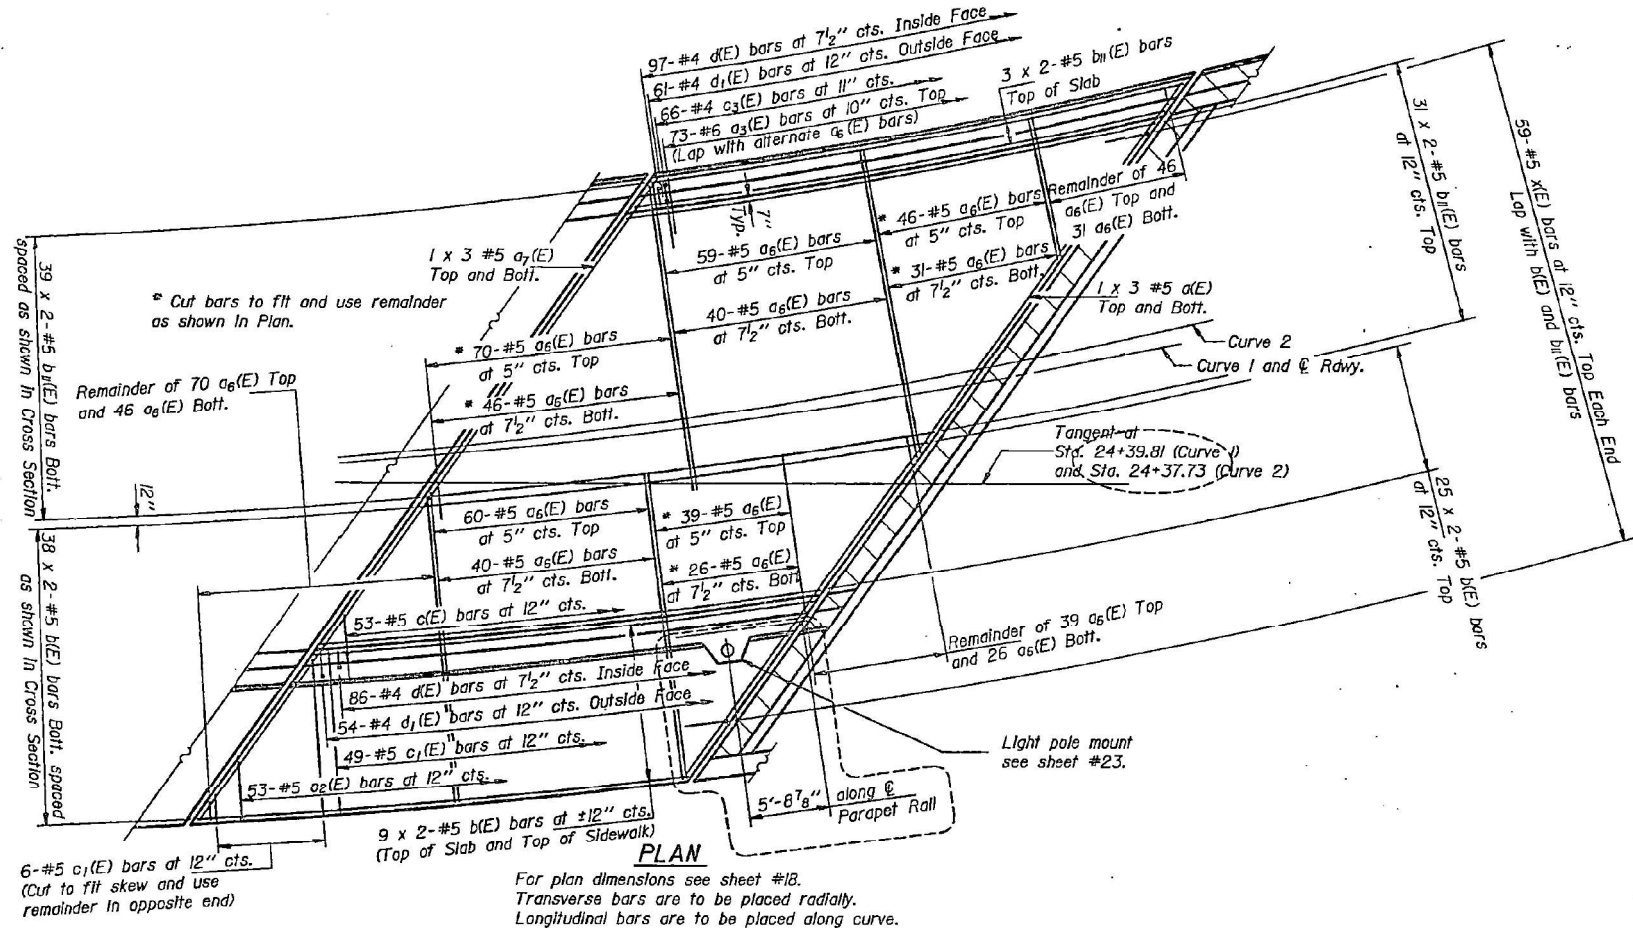 97-#4 d(E) bars at 7½" cts. Inside Face
61-#4 d₁(E) bars at 12" cts. Outside Face
66-#4 c₃(E) bars at 11" cts.
73-#6 a₃(E) bars at 10" cts. Top
(Lap with alternate a₆(E) bars)
3 x 2-#5 b₁₁(E) bars
Top of Slab
31 x 2-#5 b₁₁(E) bars
at 12" cts. Top
59-#5 x(E) bars at 12" cts. Top Each End
Lap with b(E) and b₁₁(E) bars
7"
Typ.
1 x 3 #5 a₇(E)
Top and Bott.
59-#5 a₆(E) bars
at 5" cts. Top
* 46-#5 a₆(E) bars
at 5" cts. Top
Remainder of 46
a₆(E) Top and
31 a₆(E) Bott.
* 31-#5 a₆(E) bars
at 7½" cts. Bott.
40-#5 a₆(E) bars
at 7½" cts. Bott.
1 x 3 #5 a(E)
Top and Bott.
39 x 2-#5 b₁₁(E) bars Bott.
spaced as shown in Cross Section
* Cut bars to fit and use remainder
as shown in Plan.
* 70-#5 a₆(E) bars
at 5" cts. Top
Curve 2
Curve 1 and ℄ Rdwy.
Remainder of 70 a₆(E) Top
and 46 a₆(E) Bott.
* 46-#5 a₆(E) bars
at 7½" cts. Bott.
Tangent at
Sta. 24+39.81 (Curve 1)
and Sta. 24+37.73 (Curve 2)
25 x 2-#5 b(E) bars
at 12" cts. Top
12"
60-#5 a₆(E) bars
at 5" cts. Top
* 39-#5 a₆(E)
at 5" cts. Top
40-#5 a₆(E) bars
at 7½" cts. Bott.
* 26-#5 a₆(E)
at 7½" cts. Bott
38 x 2-#5 b(E) bars Bott. spaced
as shown in Cross Section
53-#5 c(E) bars at 12" cts.
Remainder of 39 a₆(E) Top
and 26 a₆(E) Bott.
86-#4 d(E) bars at 7½" cts. Inside Face
54-#4 d₁(E) bars at 12" cts. Outside Face
49-#5 c₁(E) bars at 12" cts.
53-#5 a₂(E) bars at 12" cts.
Light pole mount
see sheet #23.
5'-8⅞" along ℄
Parapet Rail
9 x 2-#5 b(E) bars at ±12" cts.
(Top of Slab and Top of Sidewalk)
6-#5 c₁(E) bars at 12" cts.
(Cut to fit skew and use
remainder in opposite end)
PLAN
For plan dimensions see sheet #18.
Transverse bars are to be placed radially.
Longitudinal bars are to be placed along curve.